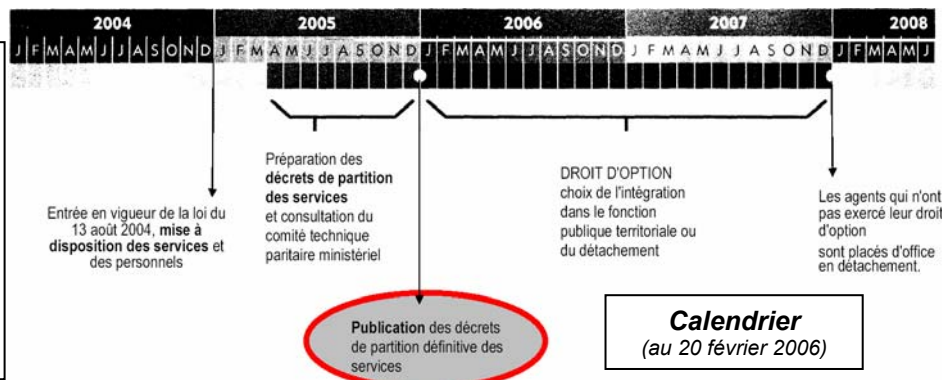 2004 2005 2006 2007 2008
J F M A M J J A S O N D J F M A M J J A S O N D J F M A M J J A S O N D J F M A M J J A S O N D J F M A M J
Entrée en vigueur de la loi du
13 août 2004, mise à
disposition des services et
des personnels
Préparation des
décrets de partition
des services
et consultation du
comité technique
paritaire ministériel
Publication des décrets
de partition définitive des
services
DROIT D'OPTION
choix de l'intégration
dans le fonction
publique territoriale ou
du détachement
Les agents qui n'ont
pas exercé leur droit
d'option
sont placés d'office
en détachement.
Calendrier
(au 20 février 2006)